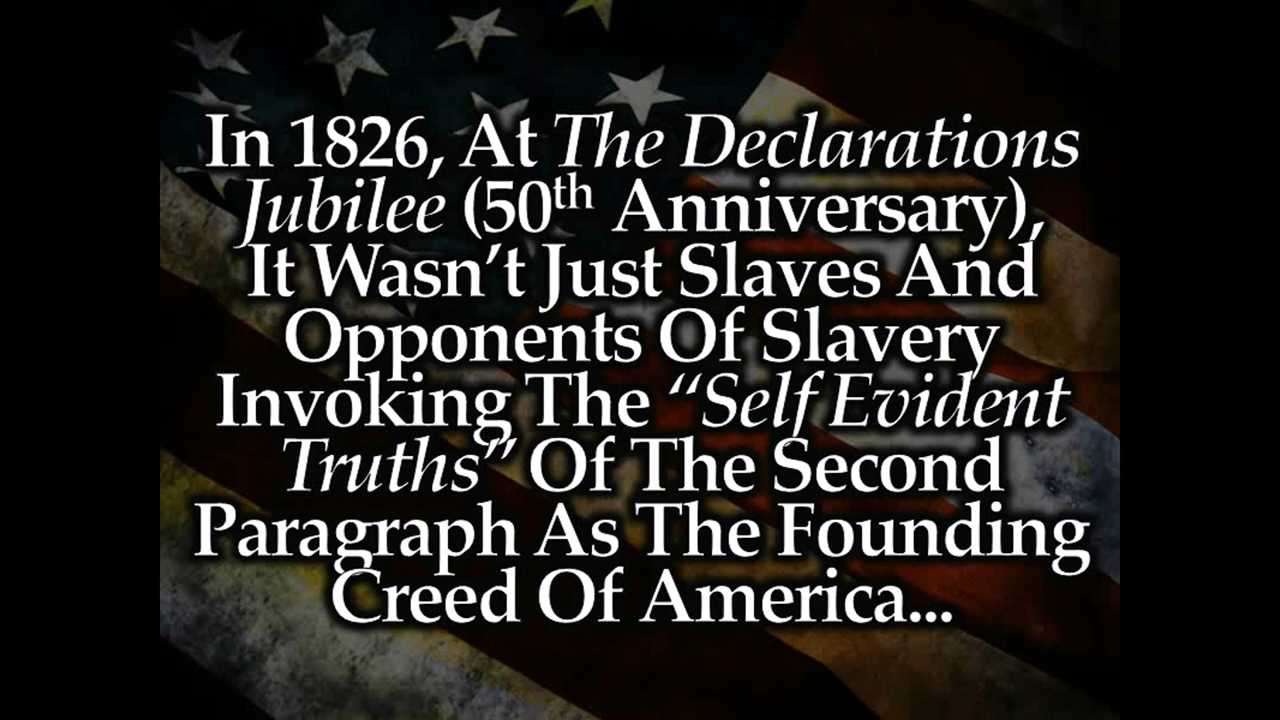 In 1826, At The Declarations
Jubilee (50th Anniversary),
It Wasn’t Just Slaves And
Opponents Of Slavery
Invoking The “Self Evident
Truths” Of The Second
Paragraph As The Founding
Creed Of America...